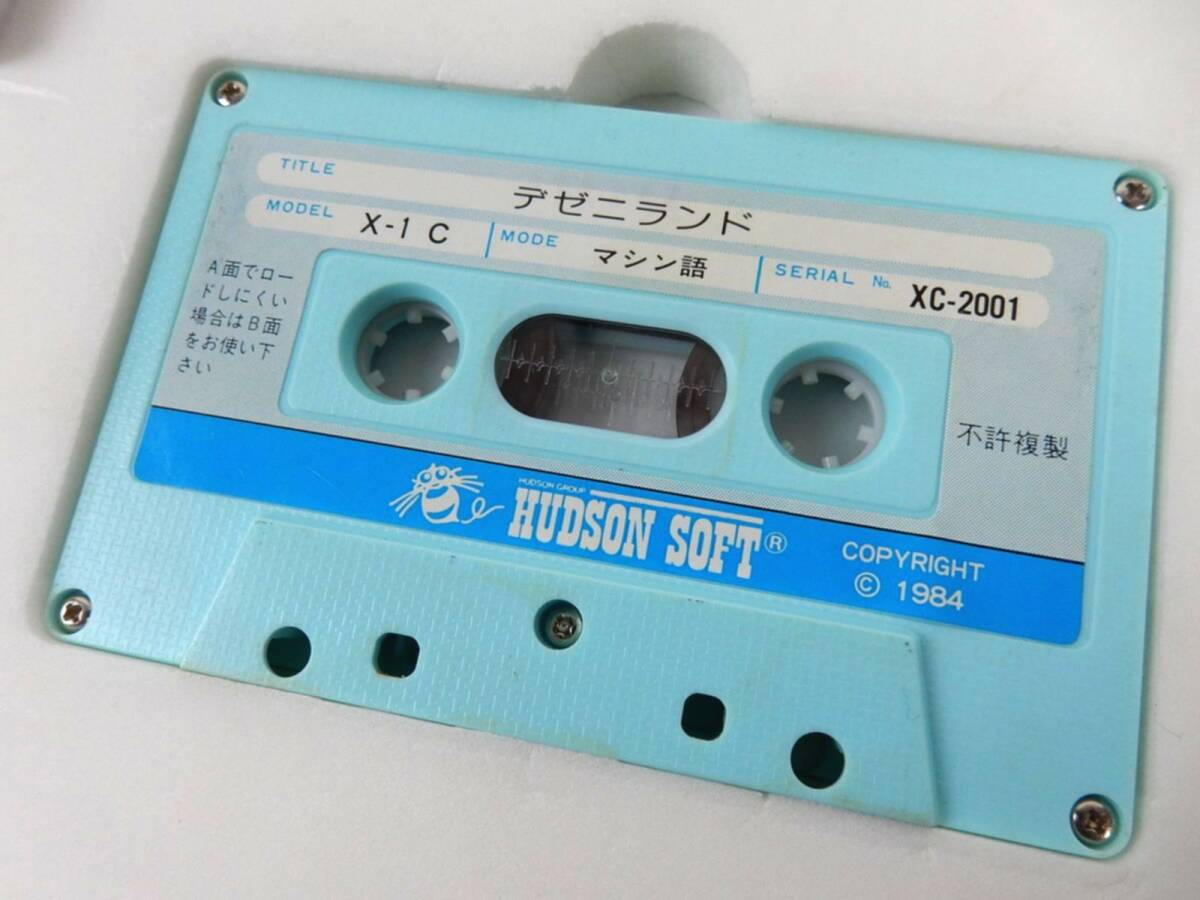 TITLE デゼニランド
MODEL X-1 C MODE マシン語 SERIAL No. XC-2001
A面でロー
ドしにくい
場合はB面
をお使い下
さい
不許複製
HUDSON GROUP
HUDSON SOFT®
COPYRIGHT
© 1984